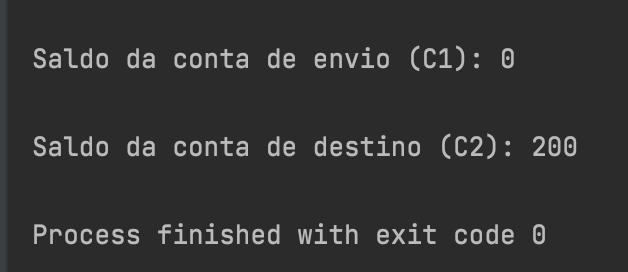 Saldo da conta de envio (C1): 0
Saldo da conta de destino (C2): 200
Process finished with exit code 0